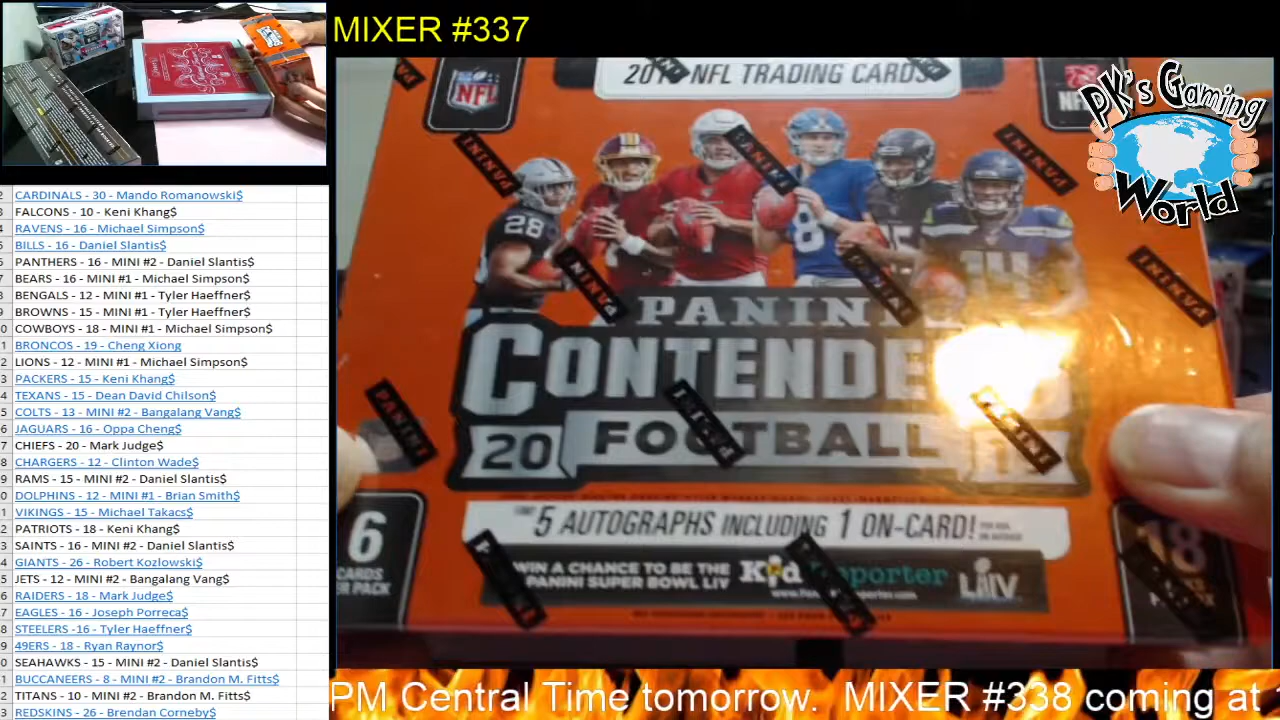 MIXER #337
CARDINALS - 30 - Mando Romanowski$
FALCONS - 10 - Keni Khang$
RAVENS - 16 - Michael Simpson$
BILLS - 16 - Daniel Slantis$
PANTHERS - 16 - MINI #2 - Daniel Slantis$
BEARS - 16 - MINI #1 - Michael Simpson$
BENGALS - 12 - MINI #1 - Tyler Haeffner$
BROWNS - 15 - MINI #1 - Tyler Haeffner$
COWBOYS - 18 - MINI #1 - Michael Simpson$
BRONCOS - 19 - Cheng Xiong
LIONS - 12 - MINI #1 - Michael Simpson$
PACKERS - 15 - Keni Khang$
TEXANS - 15 - Dean David Chilson$
COLTS - 13 - MINI #2 - Bangalang Vang$
JAGUARS - 16 - Oppa Cheng$
CHIEFS - 20 - Mark Judge$
CHARGERS - 12 - Clinton Wade$
RAMS - 15 - MINI #2 - Daniel Slantis$
DOLPHINS - 12 - MINI #1 - Brian Smith$
VIKINGS - 15 - Michael Takacs$
PATRIOTS - 18 - Keni Khang$
SAINTS - 16 - MINI #2 - Daniel Slantis$
GIANTS - 26 - Robert Kozlowski$
JETS - 12 - MINI #2 - Bangalang Vang$
RAIDERS - 18 - Mark Judge$
EAGLES - 16 - Joseph Porreca$
STEELERS -16 - Tyler Haeffner$
49ERS - 18 - Ryan Raynor$
SEAHAWKS - 15 - MINI #2 - Daniel Slantis$
BUCCANEERS - 8 - MINI #2 - Brandon M. Fitts$
TITANS - 10 - MINI #2 - Brandon M. Fitts$
REDSKINS - 26 - Brendan Corneby$
NFL
NFL TRADING CARDS
PK's Gaming
World
PANINI
CONTENDE
FOOTBALL
20
5 AUTOGRAPHS INCLUDING 1 ON-CARD!
6
CARDS
PER PACK
18
WIN A CHANCE TO BE THE
PANINI SUPER BOWL LIV
Kid Reporter
LIV
PM Central Time tomorrow. MIXER #338 coming at